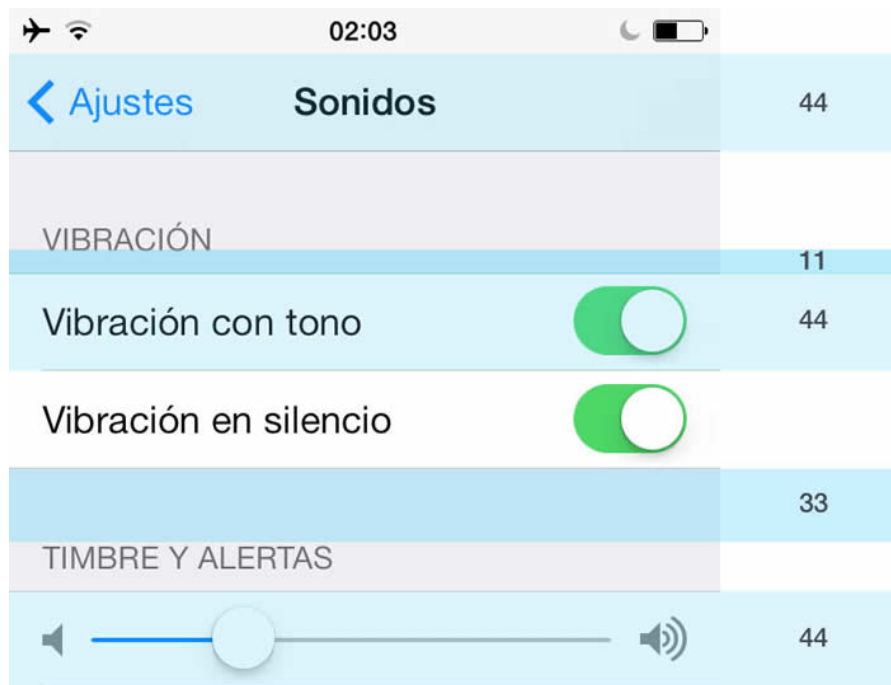 02:03
Ajustes Sonidos 44
VIBRACIÓN
11
Vibración con tono 44
Vibración en silencio
33
TIMBRE Y ALERTAS
44